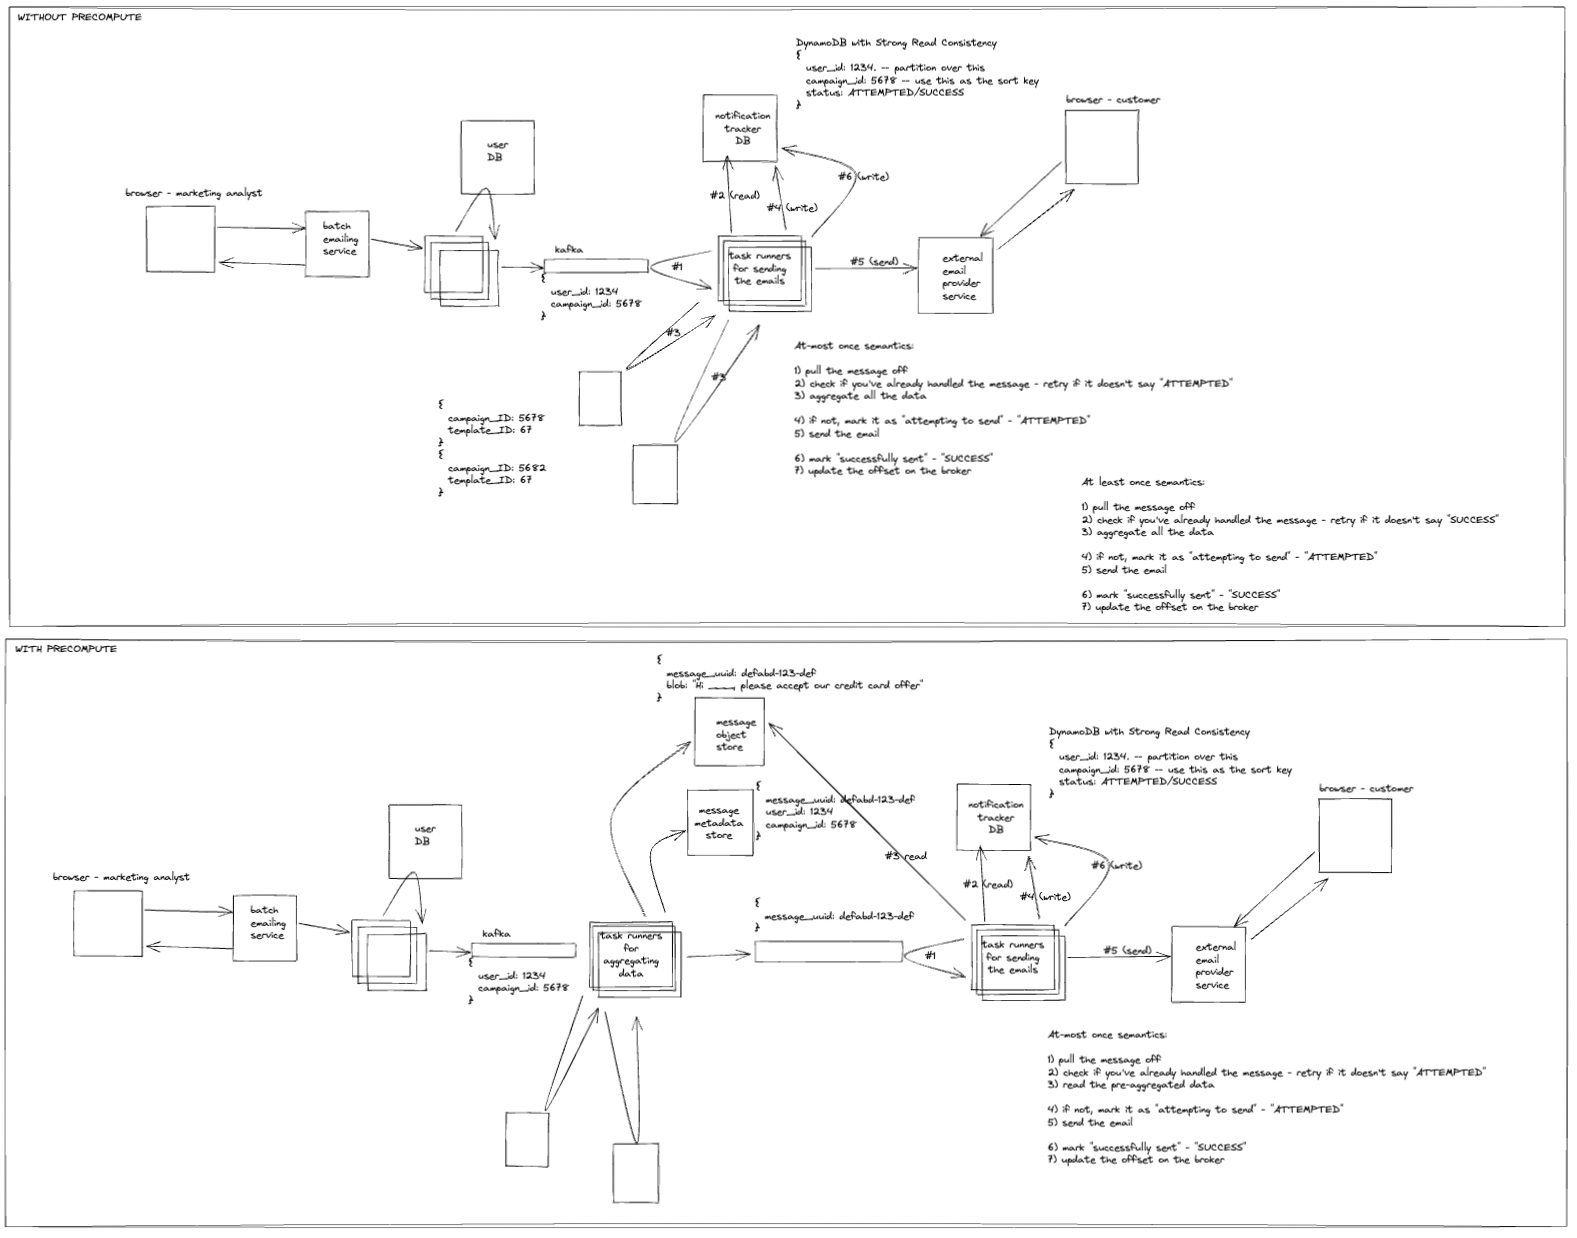 WITHOUT PRECOMPUTE
DynamoDB with Strong Read Consistency
{
user_id: 1234. -- partition over this
campaign_id: 5678 -- use this as the sort key
status: ATTEMPTED/SUCCESS
}
browser - customer
notification
tracker
DB
user
DB
#6 (write)
#2 (read)
#4 (write)
browser - marketing analyst
batch
emailing
service
kafka
#1
task runners
for sending
the emails
#5 (send)
external
email
provider
service
{
user_id: 1234
campaign_id: 5678
}
#3
#3
At-most once semantics:
1) pull the message off
2) check if you've already handled the message - retry if it doesn't say "ATTEMPTED"
3) aggregate all the data
4) if not, mark it as "attempting to send" - "ATTEMPTED"
5) send the email
6) mark "successfully sent" - "SUCCESS"
7) update the offset on the broker
{
campaign_ID: 5678
template_ID: 67
}
{
campaign_ID: 5682
template_ID: 67
}
At least once semantics:
1) pull the message off
2) check if you've already handled the message - retry if it doesn't say "SUCCESS"
3) aggregate all the data
4) if not, mark it as "attempting to send" - "ATTEMPTED"
5) send the email
6) mark "successfully sent" - "SUCCESS"
7) update the offset on the broker
WITH PRECOMPUTE
{
message_uuid: defabd-123-def
blob: "Hi ____, please accept our credit card offer"
}
message
object
store
DynamoDB with Strong Read Consistency
{
user_id: 1234. -- partition over this
campaign_id: 5678 -- use this as the sort key
status: ATTEMPTED/SUCCESS
}
browser - customer
message
metadata
store
{
message_uuid: defabd-123-def
user_id: 1234
campaign_id: 5678
}
notification
tracker
DB
user
DB
#3 read
#6 (write)
#2 (read)
#4 (write)
browser - marketing analyst
batch
emailing
service
kafka
{
user_id: 1234
campaign_id: 5678
}
task runners
for
aggregating
data
{
message_uuid: defabd-123-def
}
#1
task runners
for sending
the emails
#5 (send)
external
email
provider
service
At-most once semantics:
1) pull the message off
2) check if you've already handled the message - retry if it doesn't say "ATTEMPTED"
3) read the pre-aggregated data
4) if not, mark it as "attempting to send" - "ATTEMPTED"
5) send the email
6) mark "successfully sent" - "SUCCESS"
7) update the offset on the broker